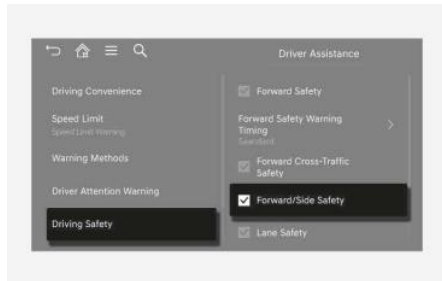 Driver Assistance
Driving Convenience
Speed Limit
Speed Limit Warning
Warning Methods
Driver Attention Warning
Driving Safety
Forward Safety
Forward Safety Warning
Timing
Standard
Forward Cross-Traffic
Safety
Forward/Side Safety
Lane Safety